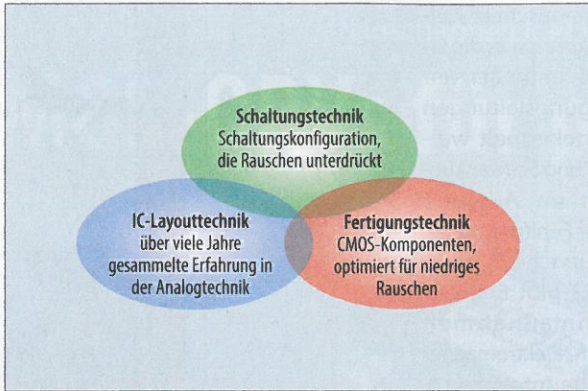 Schaltungstechnik
Schaltungskonfiguration,
die Rauschen unterdrückt
IC-Layouttechnik
über viele Jahre
gesammelte Erfahrung in
der Analogtechnik
Fertigungstechnik
CMOS-Komponenten,
optimiert für niedriges
Rauschen